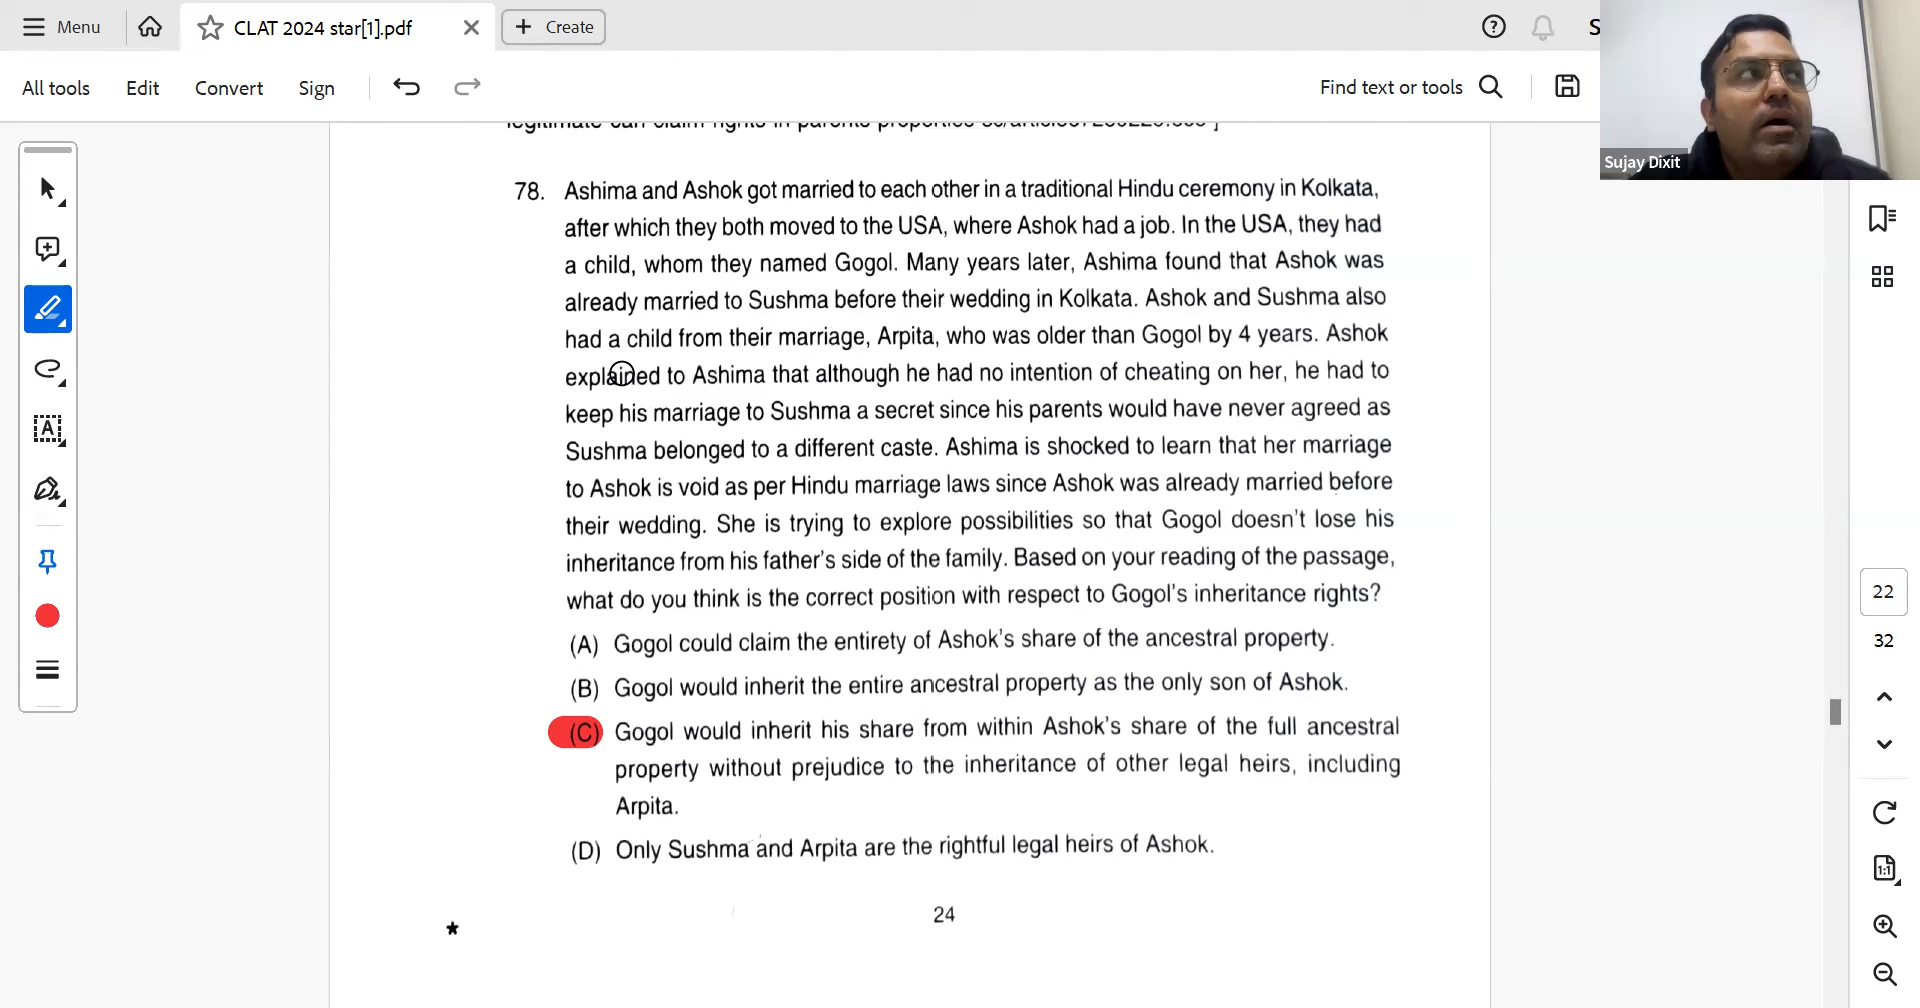 Menu
CLAT 2024 star[1].pdf
Create
S
All tools
Edit
Convert
Sign
Find text or tools
Sujay Dixit
legitimate can claim rights in parents properties
78. Ashima and Ashok got married to each other in a traditional Hindu ceremony in Kolkata,
after which they both moved to the USA, where Ashok had a job. In the USA, they had
a child, whom they named Gogol. Many years later, Ashima found that Ashok was
already married to Sushma before their wedding in Kolkata. Ashok and Sushma also
had a child from their marriage, Arpita, who was older than Gogol by 4 years. Ashok
explained to Ashima that although he had no intention of cheating on her, he had to
keep his marriage to Sushma a secret since his parents would have never agreed as
Sushma belonged to a different caste. Ashima is shocked to learn that her marriage
to Ashok is void as per Hindu marriage laws since Ashok was already married before
their wedding. She is trying to explore possibilities so that Gogol doesn't lose his
inheritance from his father's side of the family. Based on your reading of the passage,
what do you think is the correct position with respect to Gogol's inheritance rights?
(A) Gogol could claim the entirety of Ashok's share of the ancestral property.
(B) Gogol would inherit the entire ancestral property as the only son of Ashok.
(C) Gogol would inherit his share from within Ashok's share of the full ancestral
property without prejudice to the inheritance of other legal heirs, including
Arpita.
(D) Only Sushma and Arpita are the rightful legal heirs of Ashok.
24
22
32
1:1